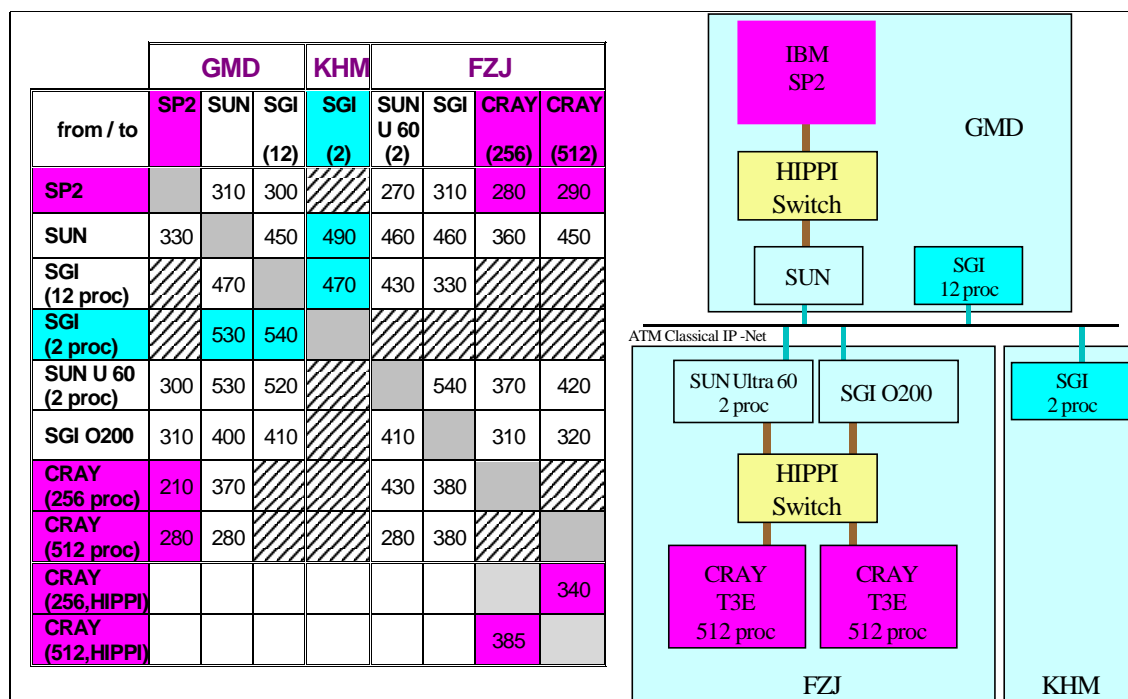 GMD KHM FZJ
from / to SP2 SUN SGI (12) SGI (2) SUN U 60 (2) SGI CRAY (256) CRAY (512)
SP2 310 300 270 310 280 290
SUN 330 450 490 460 460 360 450
SGI (12 proc) 470 470 430 330
SGI (2 proc) 530 540
SUN U 60 (2 proc) 300 530 520 540 370 420
SGI O200 310 400 410 410 310 320
CRAY (256 proc) 210 370 430 380
CRAY (512 proc) 280 280 280 380
CRAY (256,HIPPI) 340
CRAY (512,HIPPI) 385
IBM
SP2
GMD
HIPPI
Switch
SUN
SGI
12 proc
ATM Classical IP -Net
SUN Ultra 60
2 proc
SGI O200
SGI
2 proc
HIPPI
Switch
CRAY
T3E
512 proc
CRAY
T3E
512 proc
FZJ
KHM